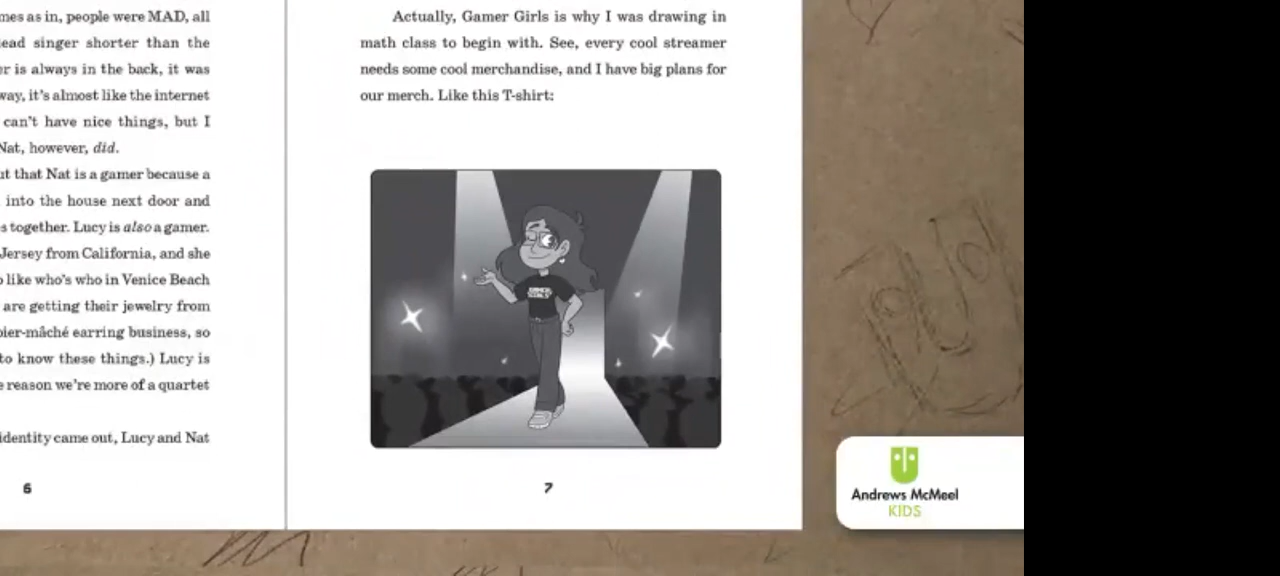 mes as in, people were MAD, all
ead singer shorter than the
er is always in the back, it was
way, it's almost like the internet
can't have nice things, but I
Nat, however, did.
ut that Nat is a gamer because a
into the house next door and
s together. Lucy is also a gamer.
Jersey from California, and she
o like who's who in Venice Beach
are getting their jewelry from
pier-mâché earring business, so
to know these things.) Lucy is
e reason we're more of a quartet
identity came out, Lucy and Nat
6
Actually, Gamer Girls is why I was drawing in
math class to begin with. See, every cool streamer
needs some cool merchandise, and I have big plans for
our merch. Like this T-shirt:
GAMER
GIRLS
7
Andrews McMeel
KIDS